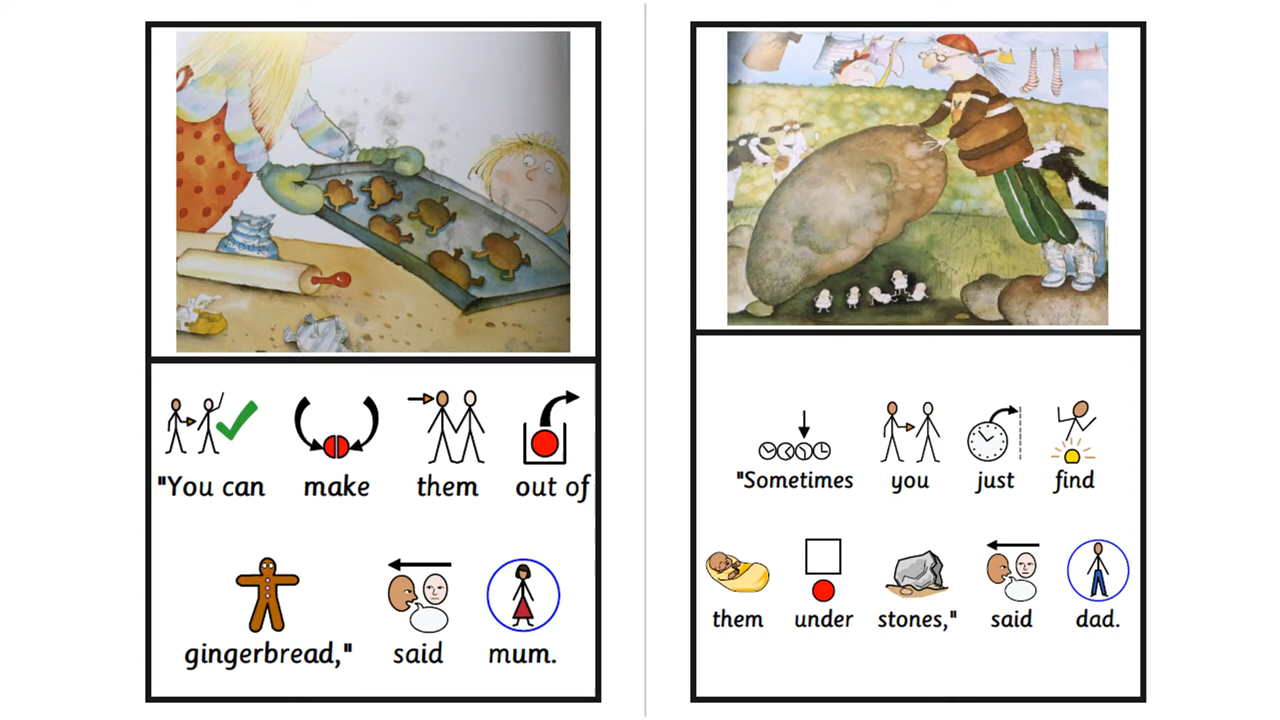 "You can make them out of
gingerbread," said mum.
"Sometimes you just find
them under stones," said dad.